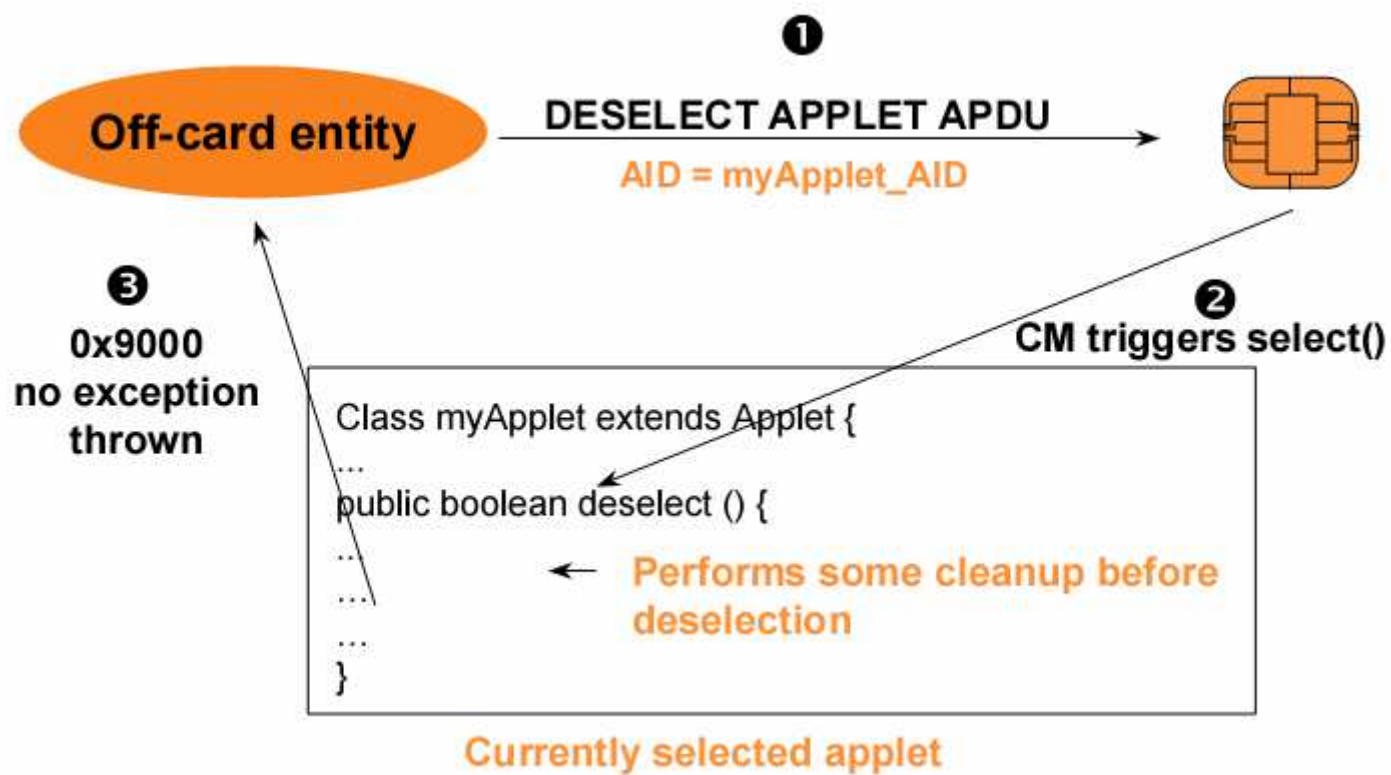 ❶
Off-card entity
DESELECT APPLET APDU
AID = myApplet_AID
❸
0x9000
no exception
thrown
❷
CM triggers select()
Class myApplet extends Applet {
...
public boolean deselect () {
...
...
...
}
Performs some cleanup before
deselection
Currently selected applet